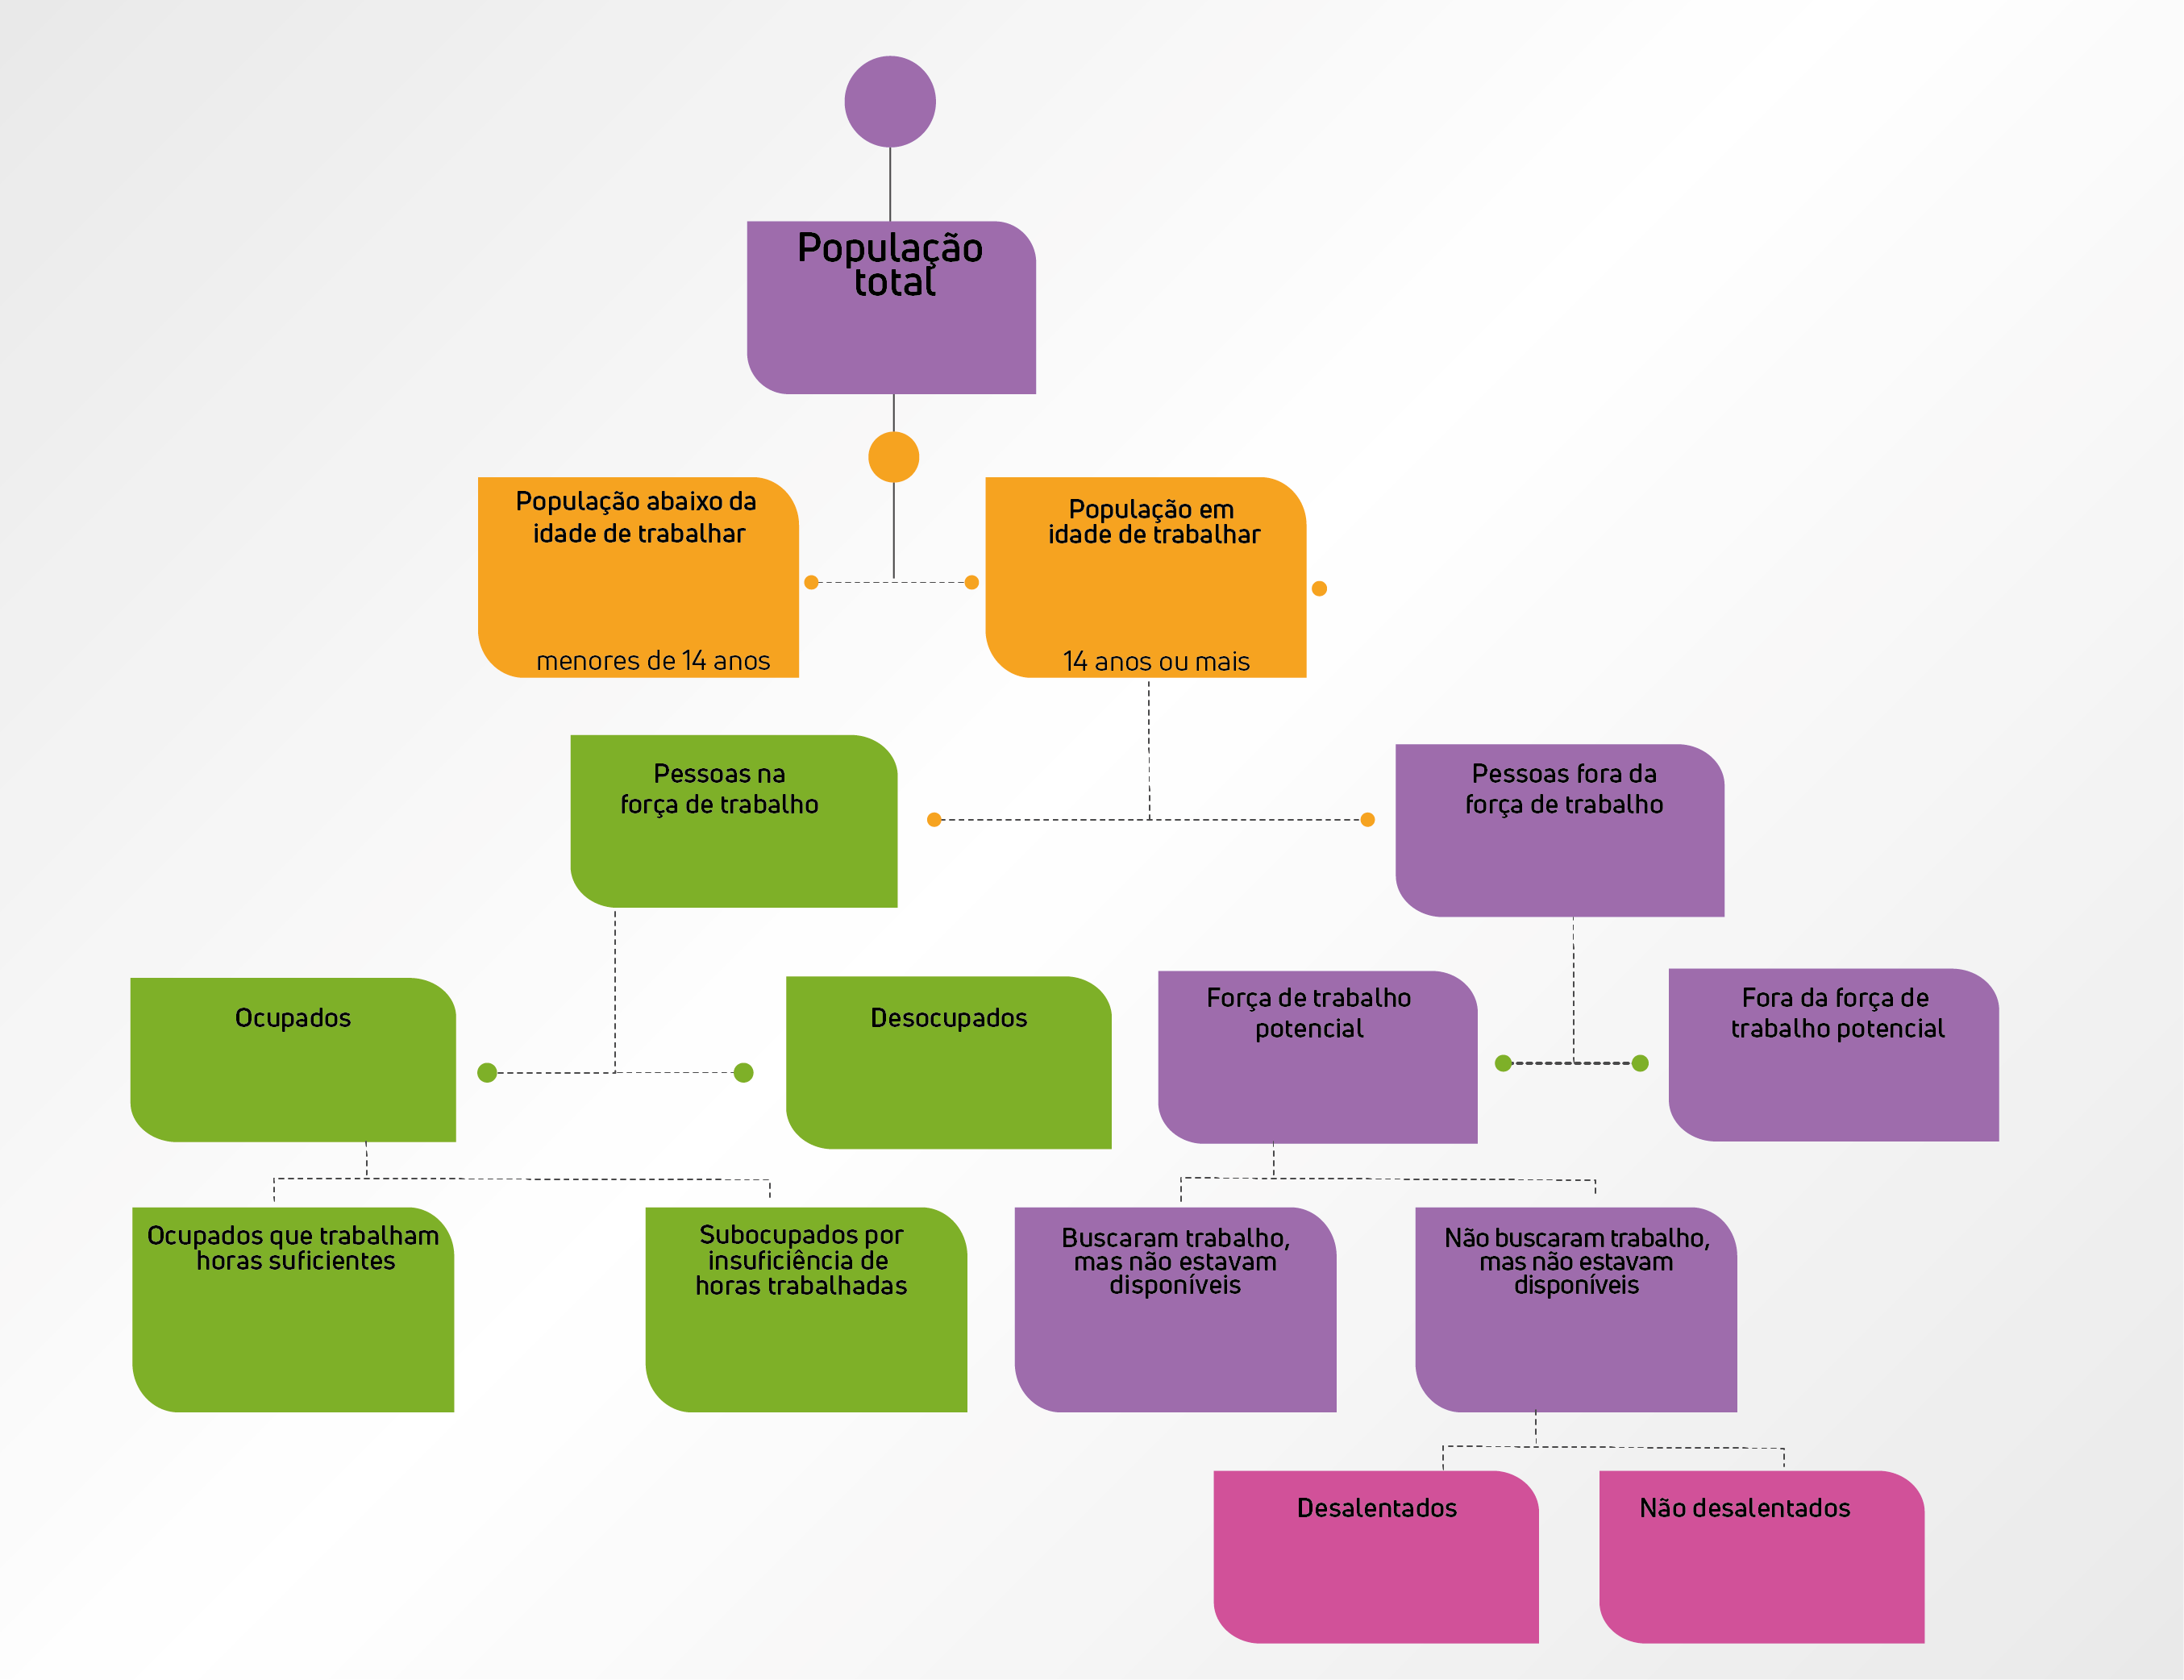 População
total
População abaixo da
idade de trabalhar
menores de 14 anos
População em
idade de trabalhar
14 anos ou mais
Pessoas na
força de trabalho
Pessoas fora da
força de trabalho
Ocupados
Desocupados
Força de trabalho
potencial
Fora da força de
trabalho potencial
Ocupados que trabalham
horas suficientes
Subocupados por
insuficiência de
horas trabalhadas
Buscaram trabalho,
mas não estavam
disponíveis
Não buscaram trabalho,
mas não estavam
disponíveis
Desalentados
Não desalentados